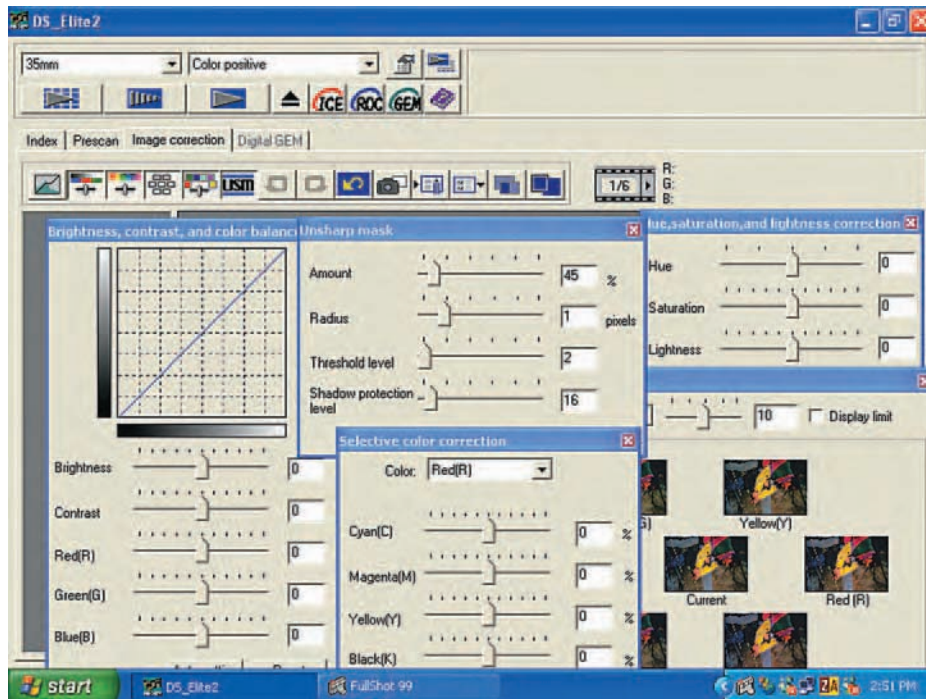 DS_Elite2
35mm
Color positive
ICE ROC GEM
Index Prescan Image correction Digital GEM
USM
1/6
R:
G:
B:
Brightness, contrast, and color balanc
Brightness 0
Contrast 0
Red(R) 0
Green(G) 0
Blue(B) 0
Unsharp mask
Amount 45 %
Radius 1 pixels
Threshold level 2
Shadow protection
level 16
lue,saturation,and lightness correction
Hue 0
Saturation 0
Lightness 0
10 Display limit
Selective color correction
Color: Red(R)
Cyan(C) 0 %
Magenta(M) 0 %
Yellow(Y) 0 %
Black(K) 0 %
Yellow(Y)
Current
Red (R)
start
DS_Elite2
FullShot 99
2:51 PM